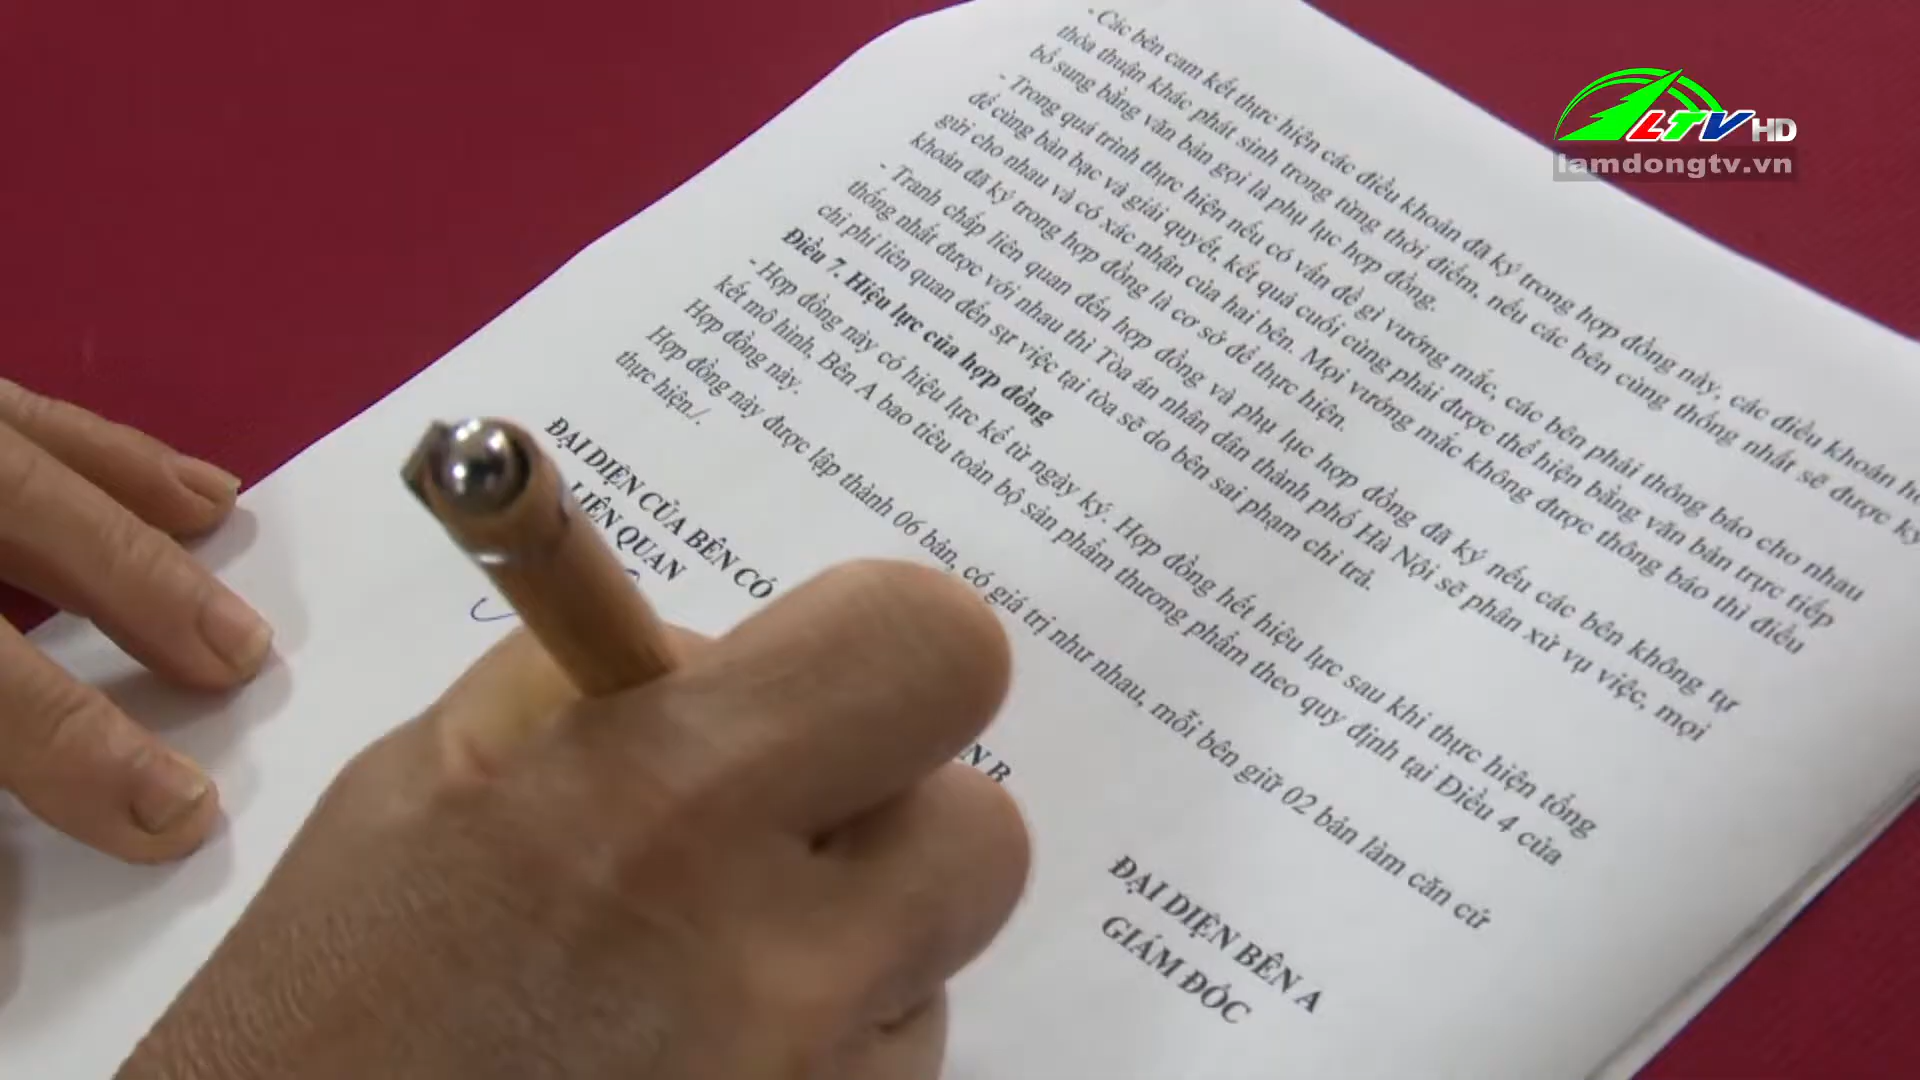 - Các bên cam kết thực hiện các điều khoản đã ký trong hợp đồng này, các điều khoản
thỏa thuận khác phát sinh trong từng thời điểm, nếu các bên cùng thống nhất sẽ được ký
bổ sung bằng văn bản gọi là phụ lục hợp đồng.
- Trong quá trình thực hiện nếu có vấn đề gì vướng mắc, các bên phải thông báo cho nhau
để cùng bàn bạc và giải quyết, kết quả cuối cùng phải được thể hiện bằng văn bản trực tiếp
gửi cho nhau và có xác nhận của hai bên. Mọi vướng mắc không được thông báo thì điều
khoản đã ký trong hợp đồng là cơ sở để thực hiện.
- Tranh chấp liên quan đến hợp đồng và phụ lục hợp đồng đã ký nếu các bên không tự
thống nhất được với nhau thì Tòa án nhân dân thành phố Hà Nội sẽ phân xử vụ việc, mọi
chi phí liên quan đến sự việc tại tòa sẽ do bên sai phạm chi trả.
Điều 7. Hiệu lực của hợp đồng
- Hợp đồng này có hiệu lực kể từ ngày ký. Hợp đồng hết hiệu lực sau khi thực hiện tổng
kết mô hình, Bên A bao tiêu toàn bộ sản phẩm thương phẩm theo quy định tại Điều 4 của
Hợp đồng này.
Hợp đồng này được lập thành 06 bản, có giá trị như nhau, mỗi bên giữ 02 bản làm căn cứ
thực hiện./.
ĐẠI DIỆN CỦA BÊN CÓ
LIÊN QUAN
B
ĐẠI DIỆN BÊN A
GIÁM ĐỐC
LTV HD
lamdongtv.vn